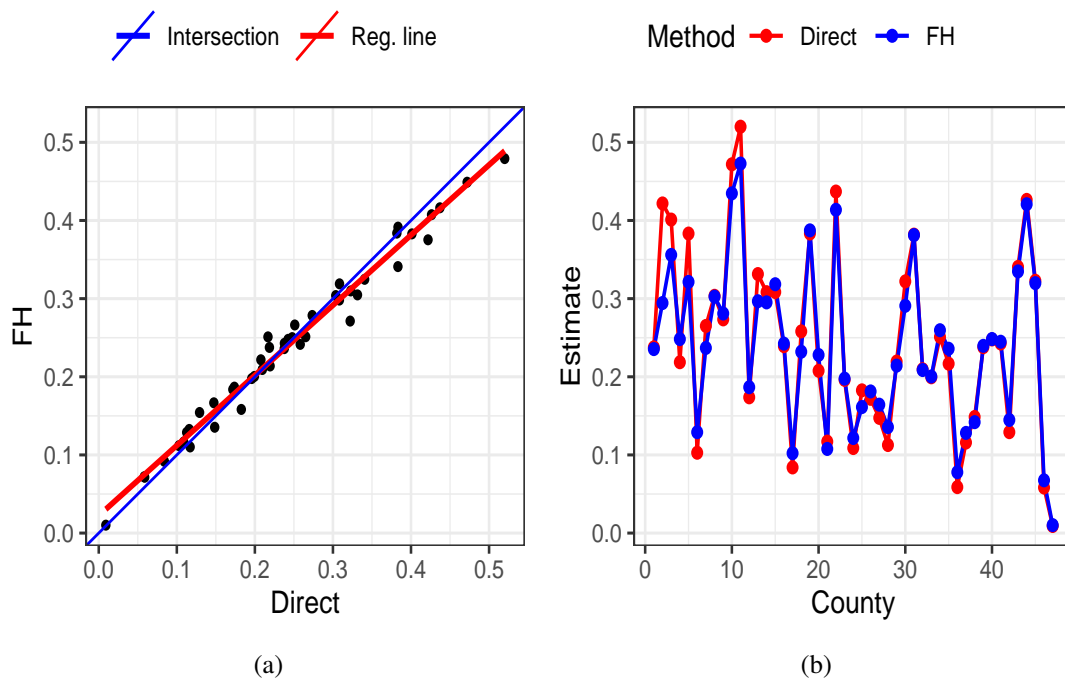 Intersection Reg. line
FH
0.5
0.4
0.3
0.2
0.1
0.0
0.0 0.1 0.2 0.3 0.4 0.5
Direct
(a)
Method Direct FH
Estimate
0.5
0.4
0.3
0.2
0.1
0.0
0 10 20 30 40
County
(b)